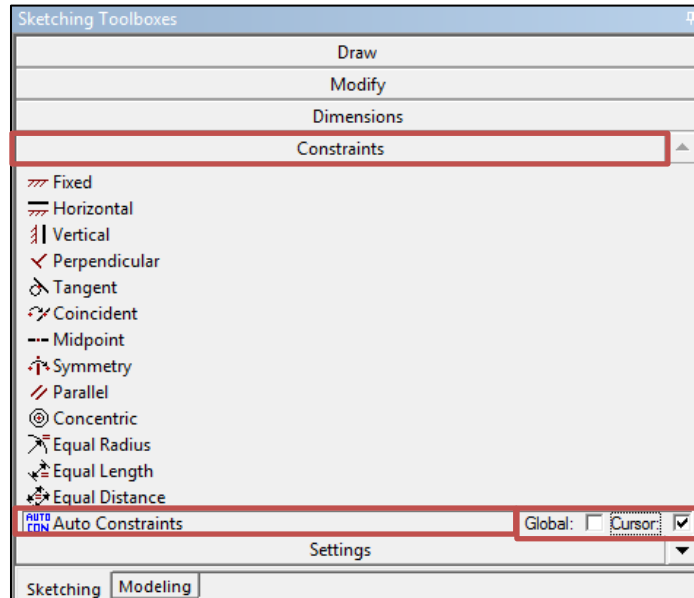 Sketching Toolboxes
Draw
Modify
Dimensions
Constraints
Fixed
Horizontal
Vertical
Perpendicular
Tangent
Coincident
Midpoint
Symmetry
Parallel
Concentric
Equal Radius
Equal Length
Equal Distance
AUTO CON Auto Constraints Global: Cursor:
Settings
Sketching Modeling